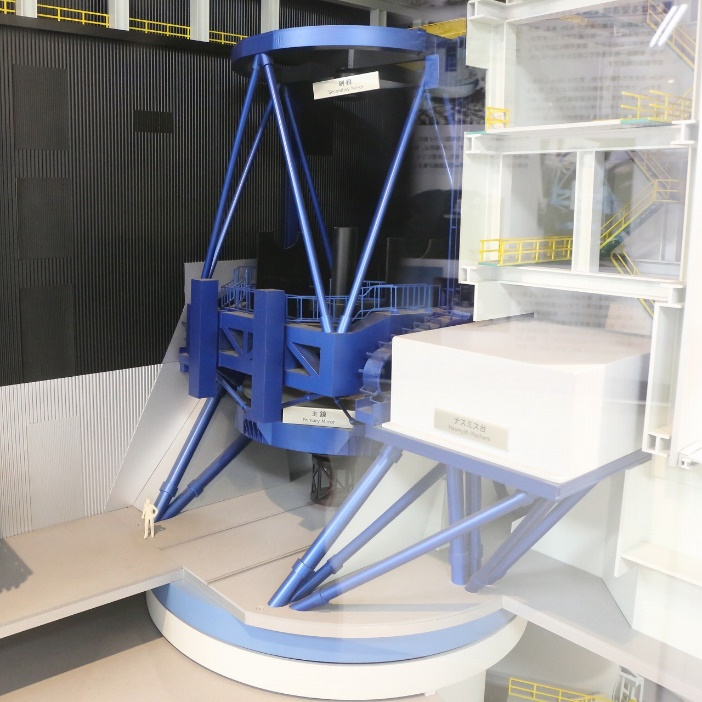 副鏡
Secondary Mirror
主鏡
Primary Mirror
ナスミス台
Nasmyth Platform